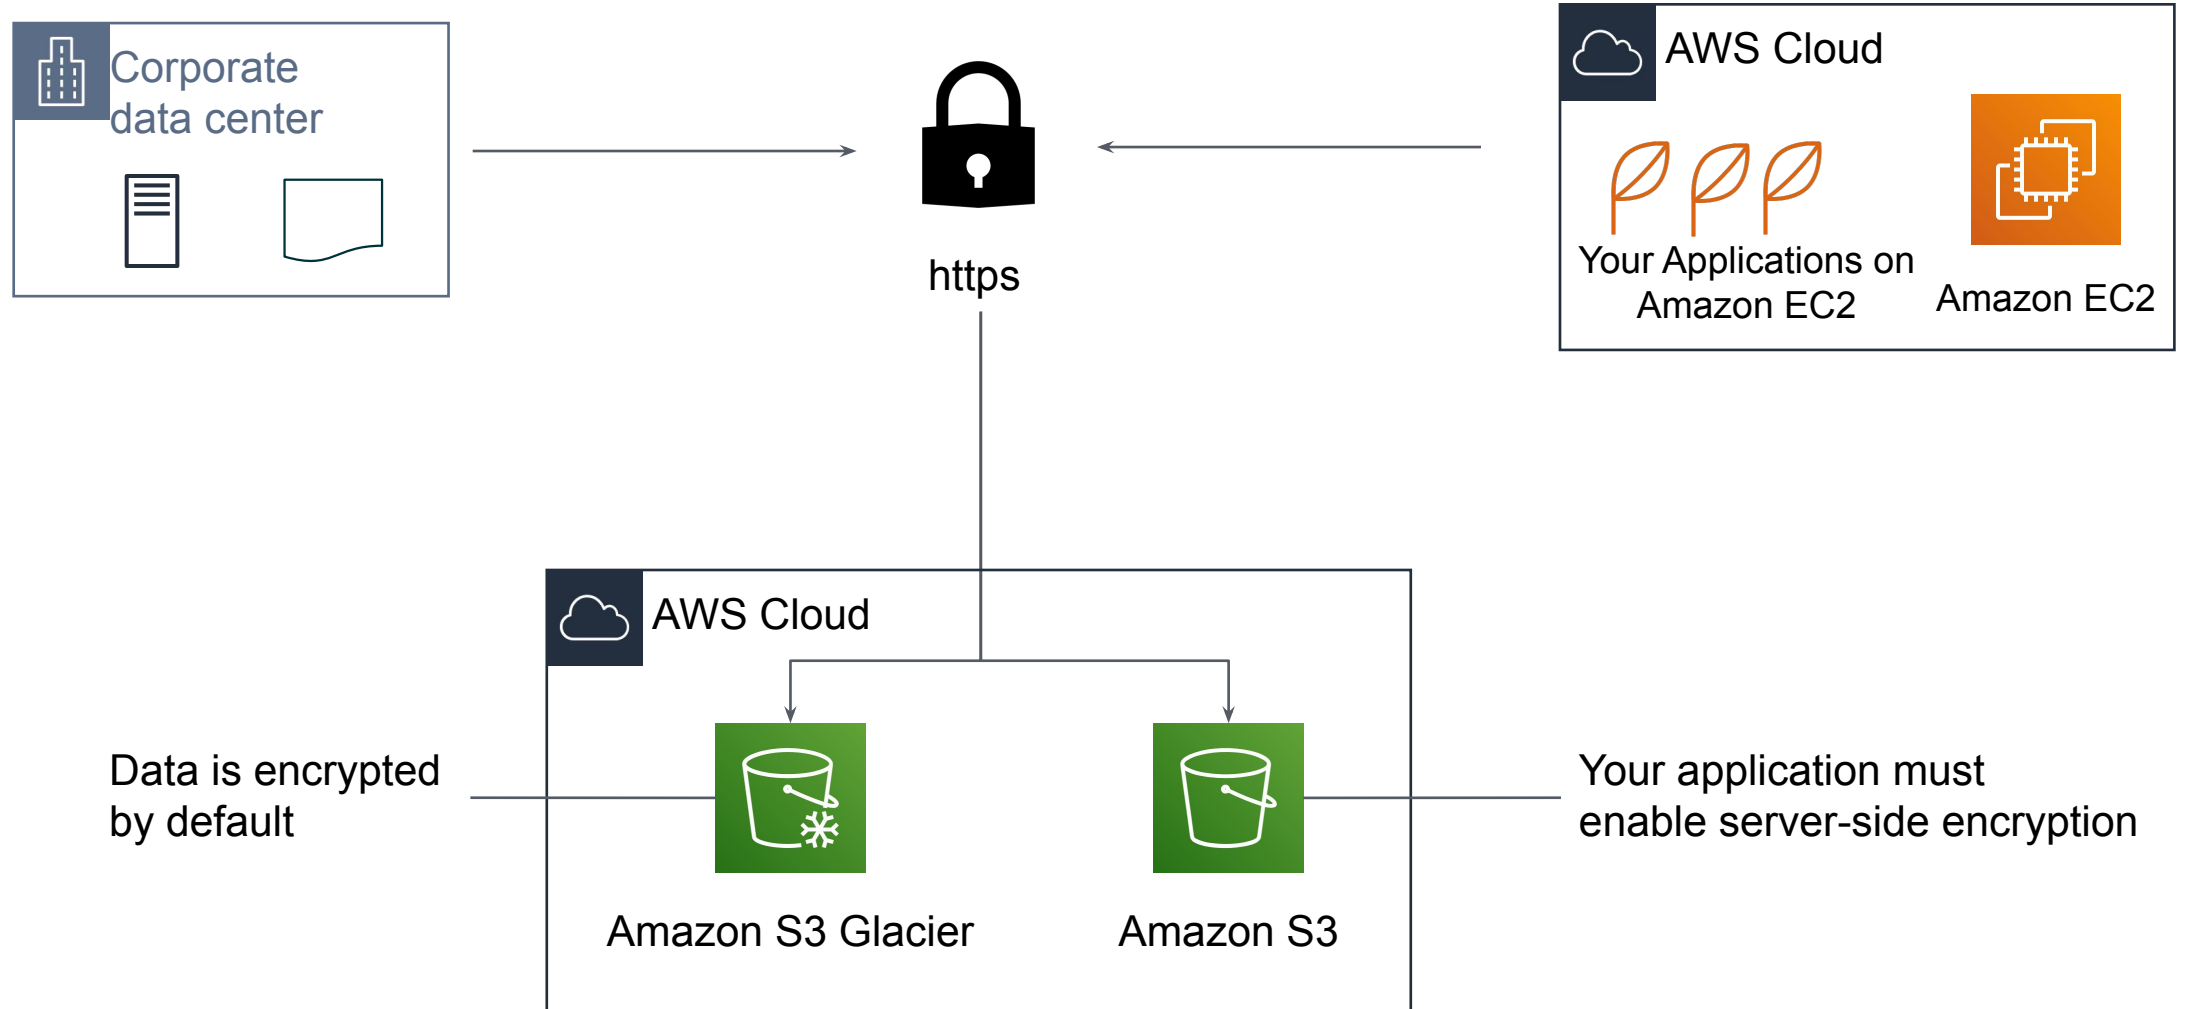 Corporate
data center
https
AWS Cloud
Your Applications on
Amazon EC2
Amazon EC2
AWS Cloud
Data is encrypted
by default
Amazon S3 Glacier
Amazon S3
Your application must
enable server-side encryption